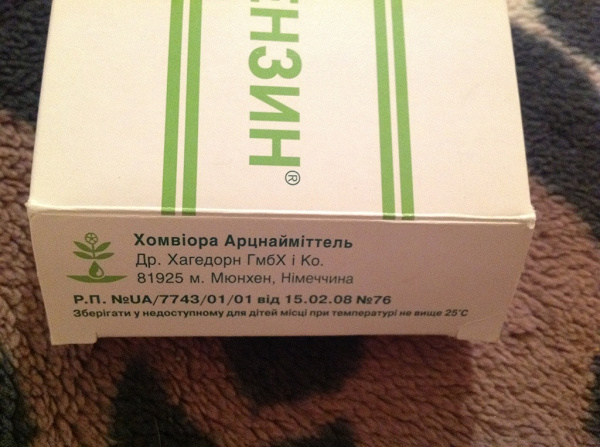 ЕНЗИН®
Хомвіора Арцнайміттель
Др. Хагедорн ГмбХ і Ко.
81925 м. Мюнхен, Німеччина
Р.П. №UA/7743/01/01 від 15.02.08 №76
Зберігати у недоступному для дітей місці при температурі не вище 25°С